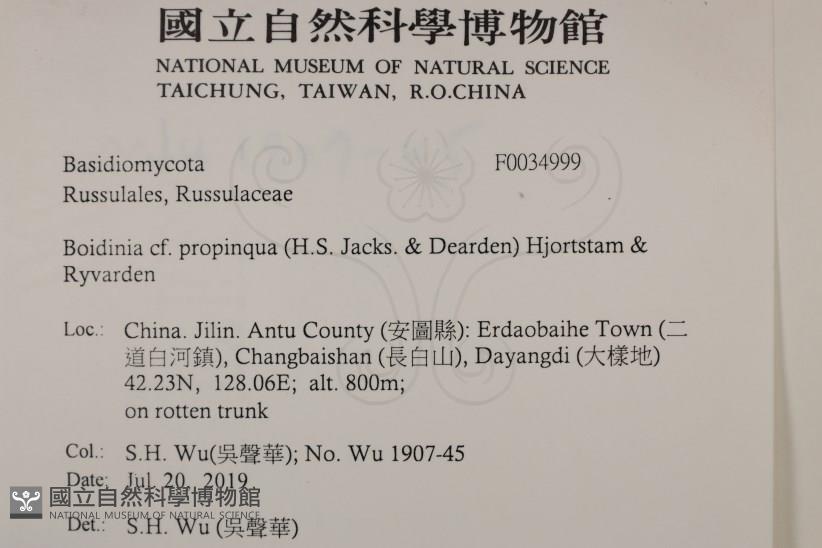 國立自然科學博物館
NATIONAL MUSEUM OF NATURAL SCIENCE
TAICHUNG, TAIWAN, R.O.CHINA
Basidiomycota F0034999
Russulales, Russulaceae
Boidinia cf. propinqua (H.S. Jacks. & Dearden) Hjortstam &
Ryvarden
Loc.: China. Jilin. Antu County (安圖縣): Erdaobaihe Town (二
道白河鎮), Changbaishan (長白山), Dayangdi (大樣地)
42.23N, 128.06E; alt. 800m;
on rotten trunk
Col.: S.H. Wu(吳聲華); No. Wu 1907-45
Date: Jul. 20, 2019
國立自然科學博物館
NATIONAL MUSEUM OF NATURAL SCIENCE
Det.: S.H. Wu (吳聲華)